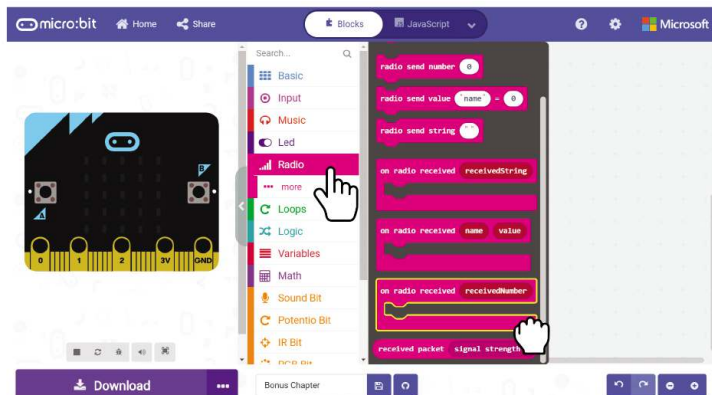 micro:bit Home Share Blocks JavaScript Microsoft
Search...
Basic
Input
Music
Led
Radio
more
Loops
Logic
Variables
Math
Sound Bit
Potentio Bit
IR Bit
radio send number 0
radio send value "name" = 0
radio send string " "
on radio received receivedString
on radio received name value
on radio received receivedNumber
received packet signal strength
B
A
0 1 2 3V GND
Download
Bonus Chapter